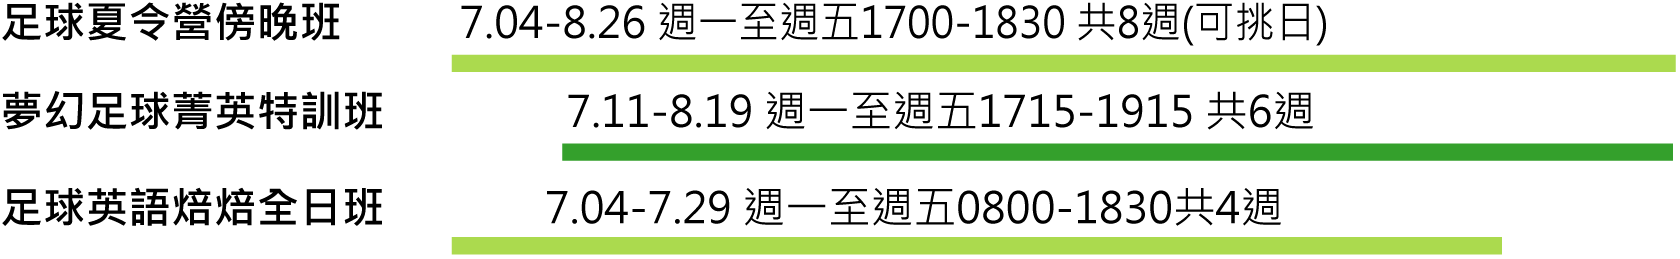 足球夏令營傍晚班 7.04-8.26 週一至週五1700-1830 共8週(可挑日)
夢幻足球菁英特訓班 7.11-8.19 週一至週五1715-1915 共6週
足球英語焙焙全日班 7.04-7.29 週一至週五0800-1830共4週